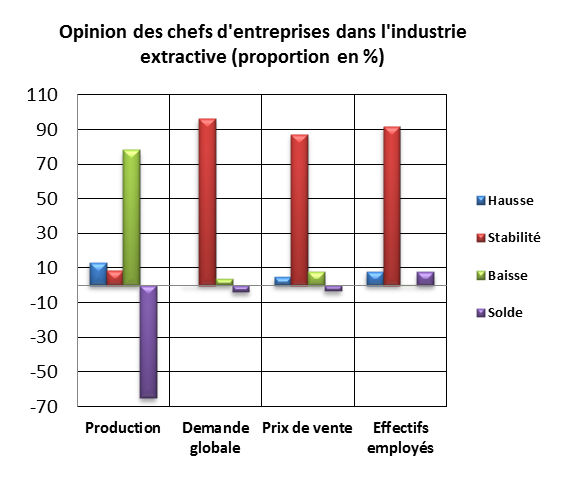 Opinion des chefs d'entreprises dans l'industrie
extractive (proportion en %)
110
90
70
50
30
10
-10
-30
-50
-70
Production
Demande
globale
Prix de vente
Effectifs
employés
Hausse
Stabilité
Baisse
Solde